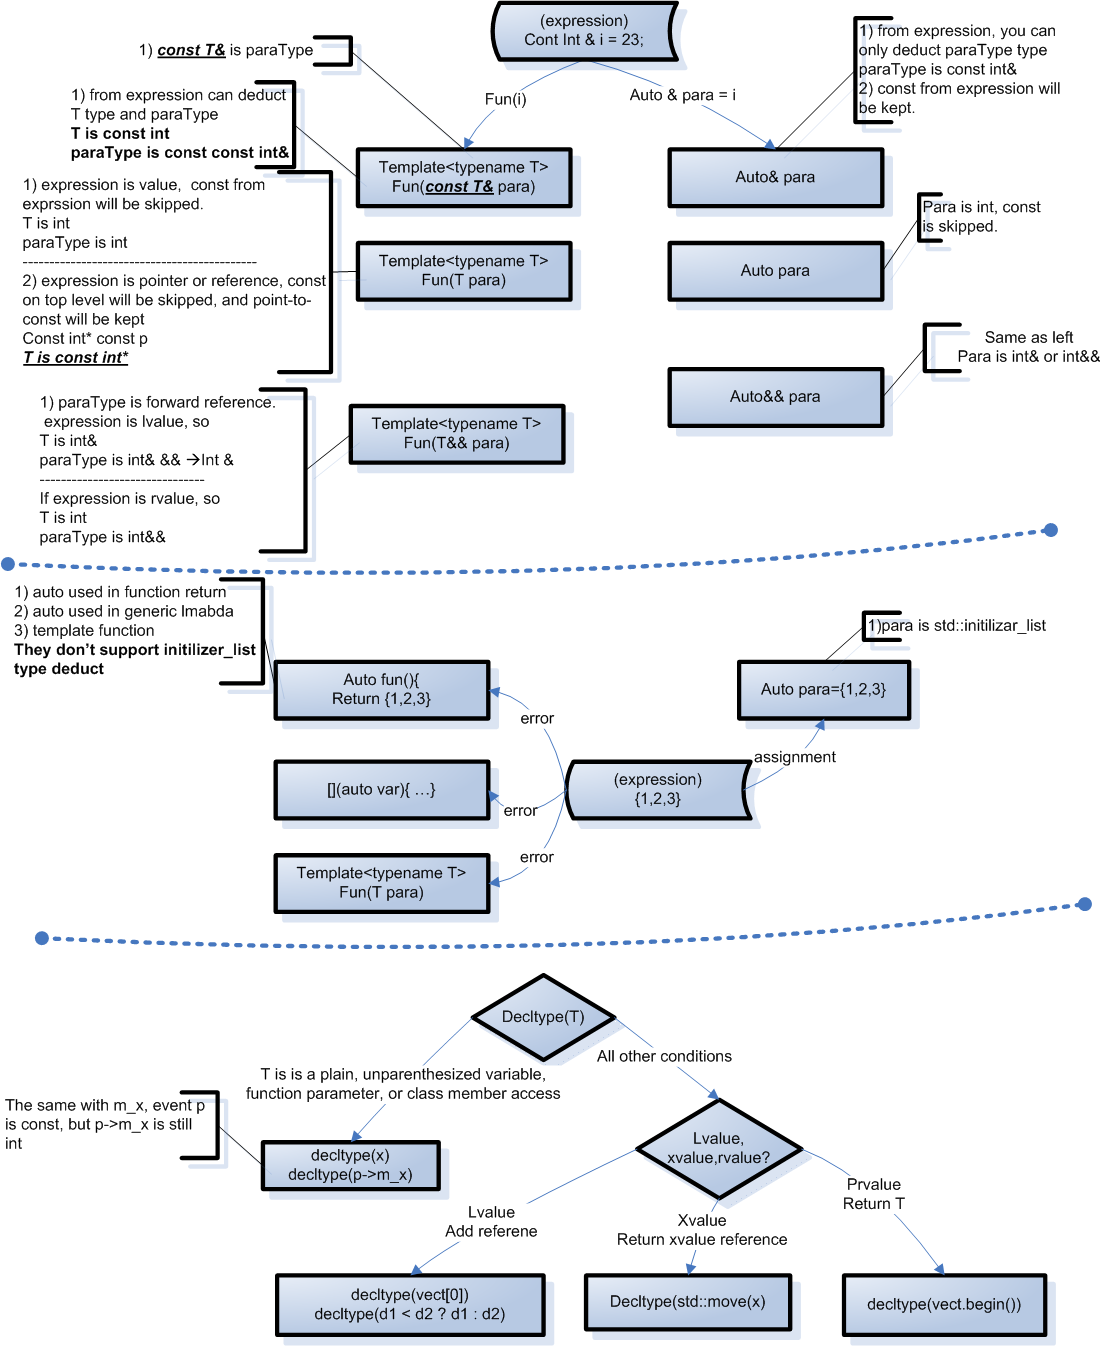 (expression)
Cont Int & i = 23;
1) const T& is paraType
Fun(i)
Auto & para = i
1) from expression, you can
only deduct paraType type
paraType is const int&
2) const from expression will
be kept.
1) from expression can deduct
T type and paraType
T is const int
paraType is const const int&
Template<typename T>
Fun(const T& para)
Auto& para
1) expression is value,  const from
exprssion will be skipped.
T is int
paraType is int
--------------------------------------------
2) expression is pointer or reference, const
on top level will be skipped, and point-to-
const will be kept
Const int* const p
T is const int*
Template<typename T>
Fun(T para)
Para is int, const
is skipped.
Auto para
Same as left
Para is int& or int&&
Auto&& para
1) paraType is forward reference.
expression is lvalue, so
T is int&
paraType is int& && →Int &
-------------------------------
If expression is rvalue, so
T is int
paraType is int&&
Template<typename T>
Fun(T&& para)
1) auto used in function return
2) auto used in generic lmabda
3) template function
They don't support initilizer_list
type deduct
Auto fun(){
Return {1,2,3}
error
[](auto var){ …}
error
Template<typename T>
Fun(T para)
error
(expression)
{1,2,3}
assignment
1)para is std::initilizar_list
Auto para={1,2,3}
Decltype(T)
All other conditions
T is is a plain, unparenthesized variable,
function parameter, or class member access
The same with m_x, event p
is const, but p->m_x is still
int
decltype(x)
decltype(p->m_x)
Lvalue,
xvalue,rvalue?
Lvalue
Add referene
Xvalue
Return xvalue reference
Prvalue
Return T
decltype(vect[0])
decltype(d1 < d2 ? d1 : d2)
Decltype(std::move(x)
decltype(vect.begin())